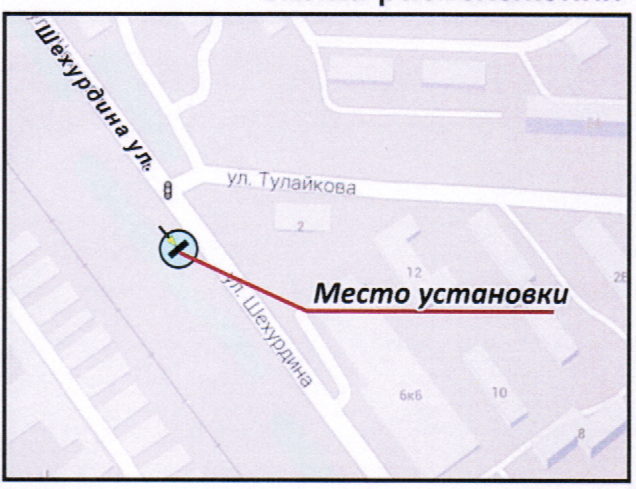 Шехурдина ул.
ул. Тулайкова
2
12
Место установки
ул. Шехурдина
6к6
10
8